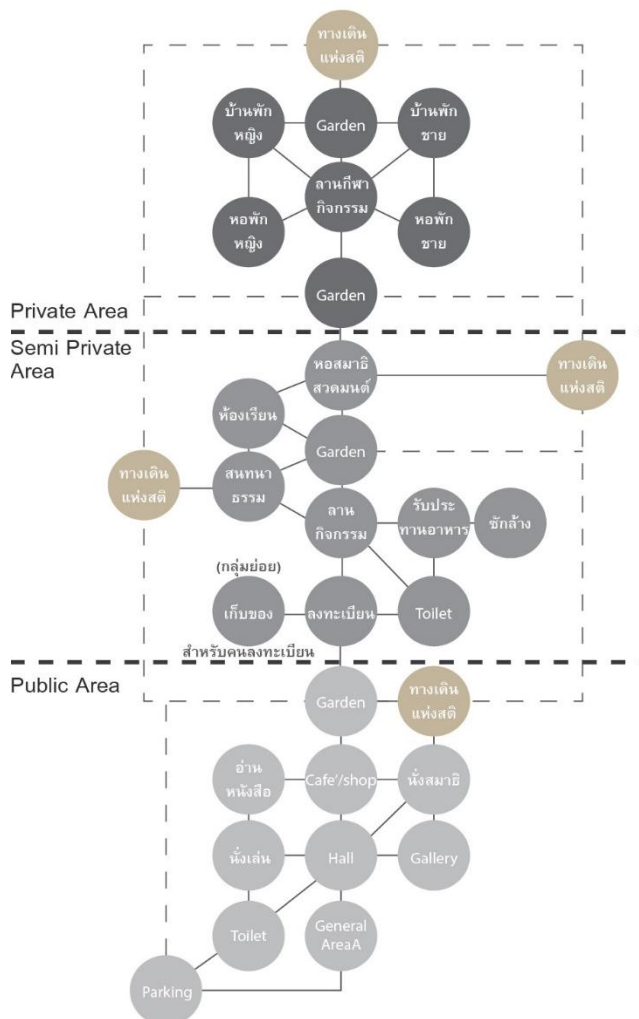 ทางเดิน
แห่งสติ
บ้านพัก
หญิง
Garden
บ้านพัก
ชาย
ลานกีฬา
กิจกรรม
หอพัก
หญิง
หอพัก
ชาย
Garden
Private Area
Semi Private
Area
หอสมาธิ
สวดมนต์
ทางเดิน
แห่งสติ
ห้องเรียน
Garden
ทางเดิน
แห่งสติ
สนทนา
ธรรม
ลาน
กิจกรรม
รับประ
ทานอาหาร
ซักล้าง
(กลุ่มย่อย)
เก็บของ
ลงทะเบียน
Toilet
สำหรับคนลงทะเบียน
Public Area
Garden
ทางเดิน
แห่งสติ
อ่าน
หนังสือ
Cafe'/shop
นั่งสมาธิ
นั่งเล่น
Hall
Gallery
Toilet
General
AreaA
Parking